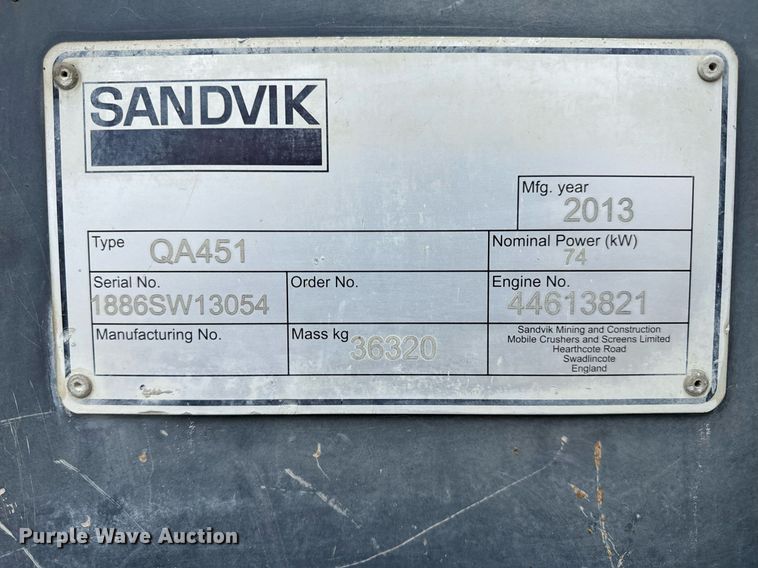 SANDVIK
Mfg. year
2013
Type QA451
Nominal Power (kW)
74
Serial No.
1886SW13054
Order No.
Engine No.
44613821
Manufacturing No.
Mass kg 36320
Sandvik Mining and Construction
Mobile Crushers and Screens Limited
Hearthcote Road
Swadlincote
England
Purple Wave Auction